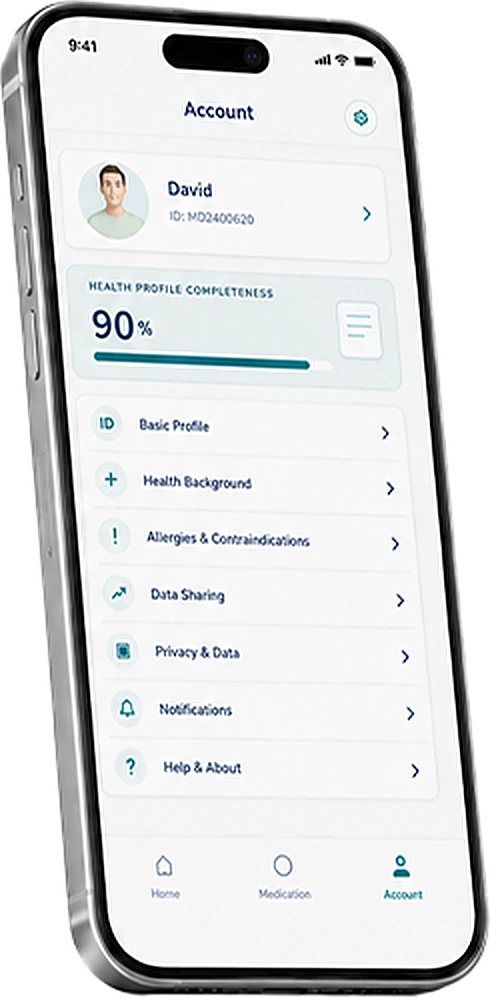 9:41
Account
David
ID: MD2400620
HEALTH PROFILE COMPLETENESS
90%
ID Basic Profile
+ Health Background
! Allergies & Contraindications
Data Sharing
Privacy & Data
Notifications
? Help & About
Home Medication Account